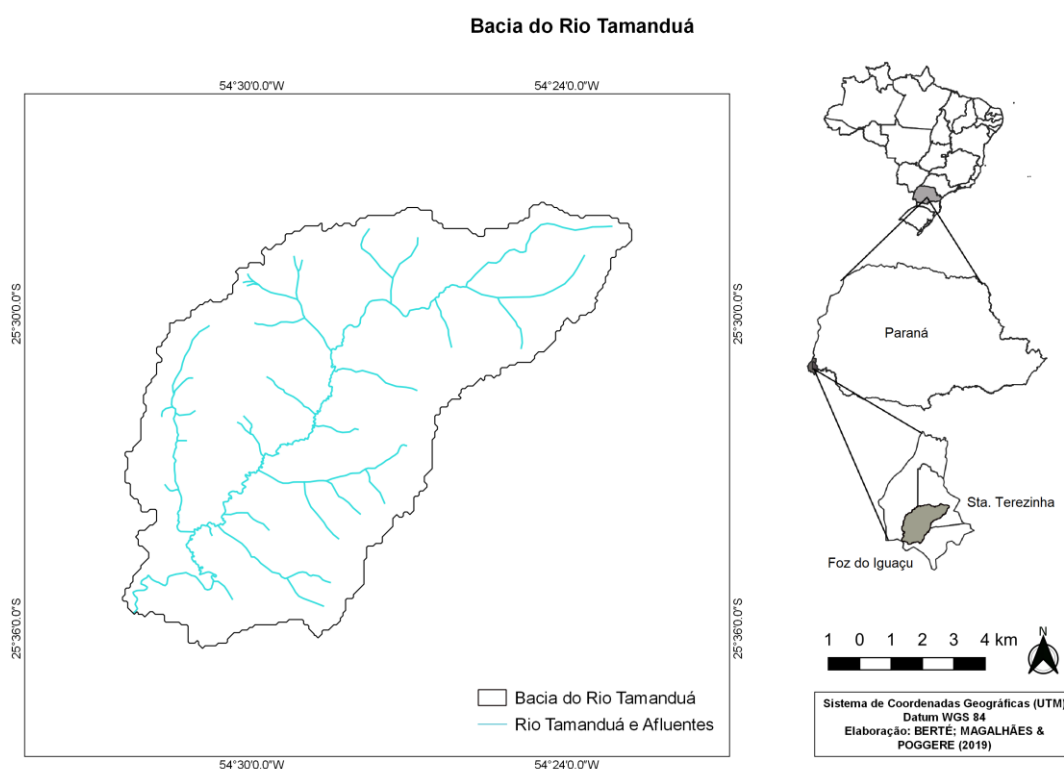 Bacia do Rio Tamanduá
54°30'0.0"W
54°24'0.0"W
25°30'0.0"S
25°30'0.0"S
Paraná
Sta. Terezinha
Foz do Iguaçu
25°36'0.0"S
25°36'0.0"S
1 0 1 2 3 4 km
N
Bacia do Rio Tamanduá
Rio Tamanduá e Afluentes
Sistema de Coordenadas Geográficas (UTM)
Datum WGS 84
Elaboração: BERTÉ; MAGALHÃES &
POGGERE (2019)
54°30'0.0"W
54°24'0.0"W